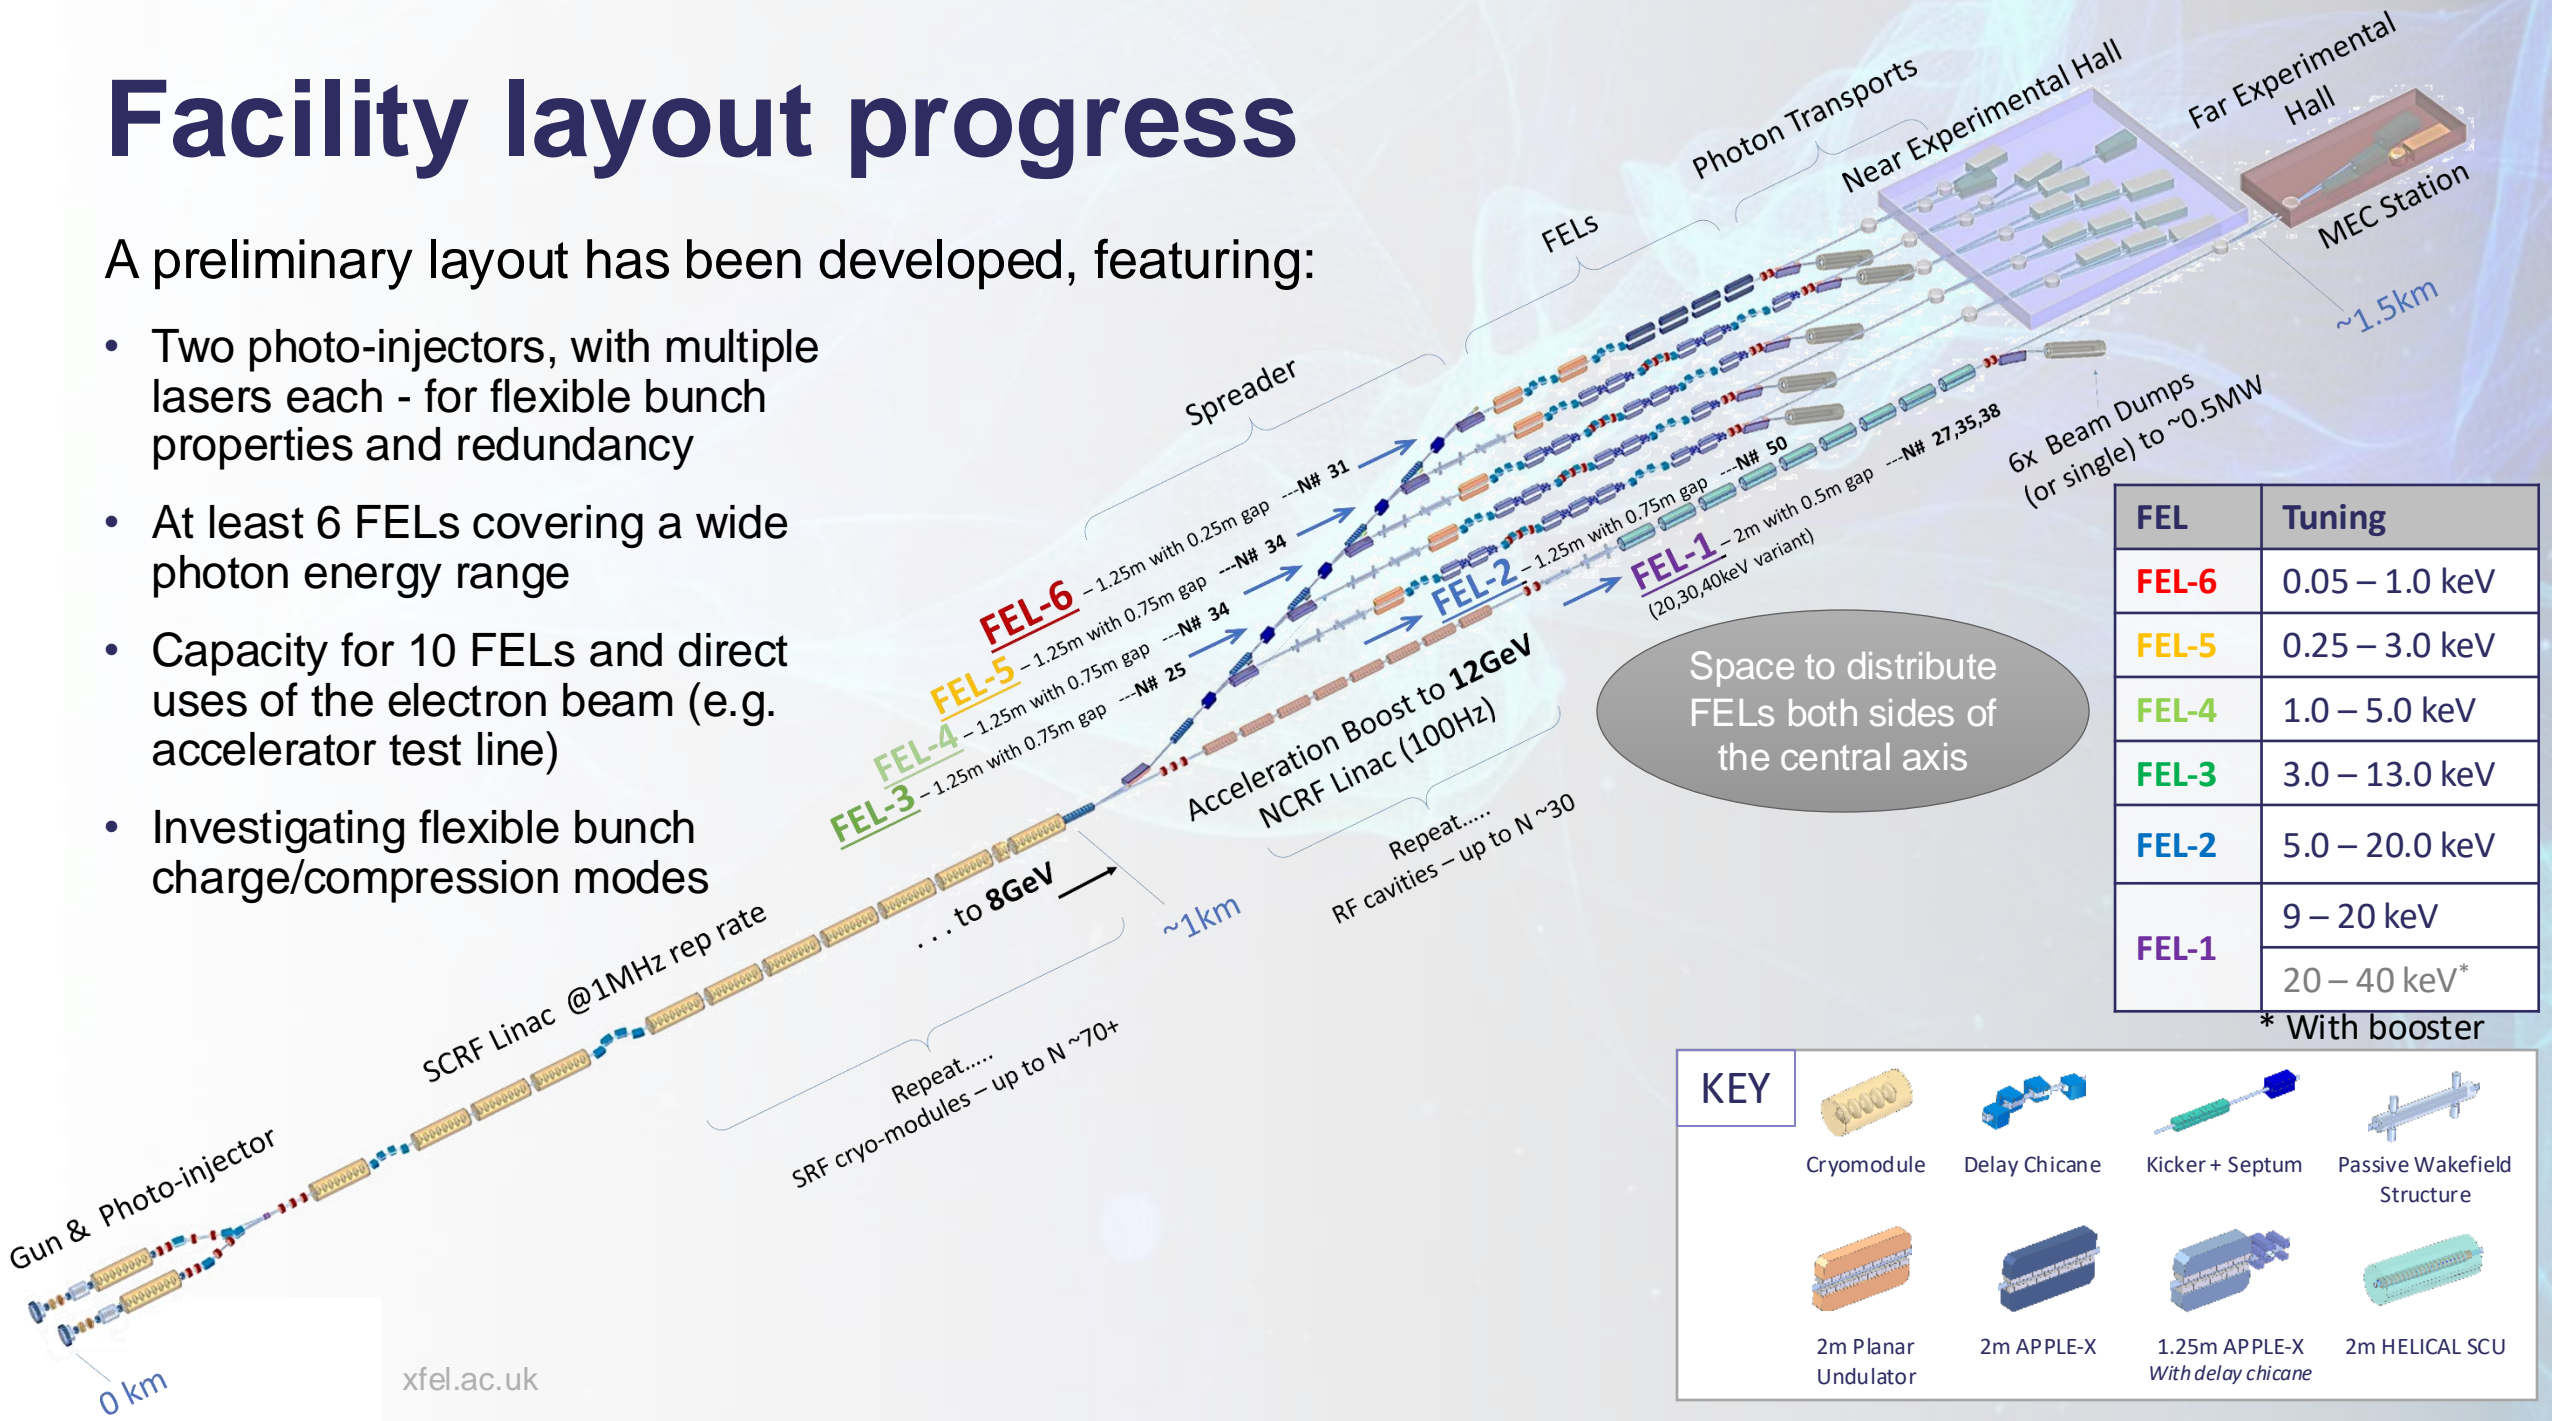 Facility layout progress
A preliminary layout has been developed, featuring:
• Two photo-injectors, with multiple
lasers each - for flexible bunch
properties and redundancy
• At least 6 FELs covering a wide
photon energy range
• Capacity for 10 FELs and direct
uses of the electron beam (e.g.
accelerator test line)
• Investigating flexible bunch
charge/compression modes
Gun & Photo-injector
0 km
SCRF Linac @1MHz rep rate
Repeat.....
SRF cryo-modules – up to N ~70+
. . . to 8GeV
~1km
Acceleration Boost to 12GeV
NCRF Linac (100Hz)
Repeat.....
RF cavities – up to N ~30
Spreader
FELs
Photon Transports
Near Experimental Hall
Far Experimental
Hall
MEC Station
~1.5km
6x Beam Dumps
(or single) to ~0.5MW
FEL-6 – 1.25m with 0.25m gap ---N# 31
FEL-5 – 1.25m with 0.75m gap ---N# 34
FEL-4 – 1.25m with 0.75m gap ---N# 34
FEL-3 – 1.25m with 0.75m gap ---N# 25
FEL-2 – 1.25m with 0.75m gap ---N# 50
FEL-1 – 2m with 0.5m gap ---N# 27,35,38
(20,30,40keV variant)
Space to distribute
FELs both sides of
the central axis
FEL Tuning
FEL-6 0.05 – 1.0 keV
FEL-5 0.25 – 3.0 keV
FEL-4 1.0 – 5.0 keV
FEL-3 3.0 – 13.0 keV
FEL-2 5.0 – 20.0 keV
FEL-1 9 – 20 keV
20 – 40 keV*
* With booster
KEY
Cryomodule
Delay Chicane
Kicker + Septum
Passive Wakefield
Structure
2m Planar
Undulator
2m APPLE-X
1.25m APPLE-X
With delay chicane
2m HELICAL SCU
xfel.ac.uk